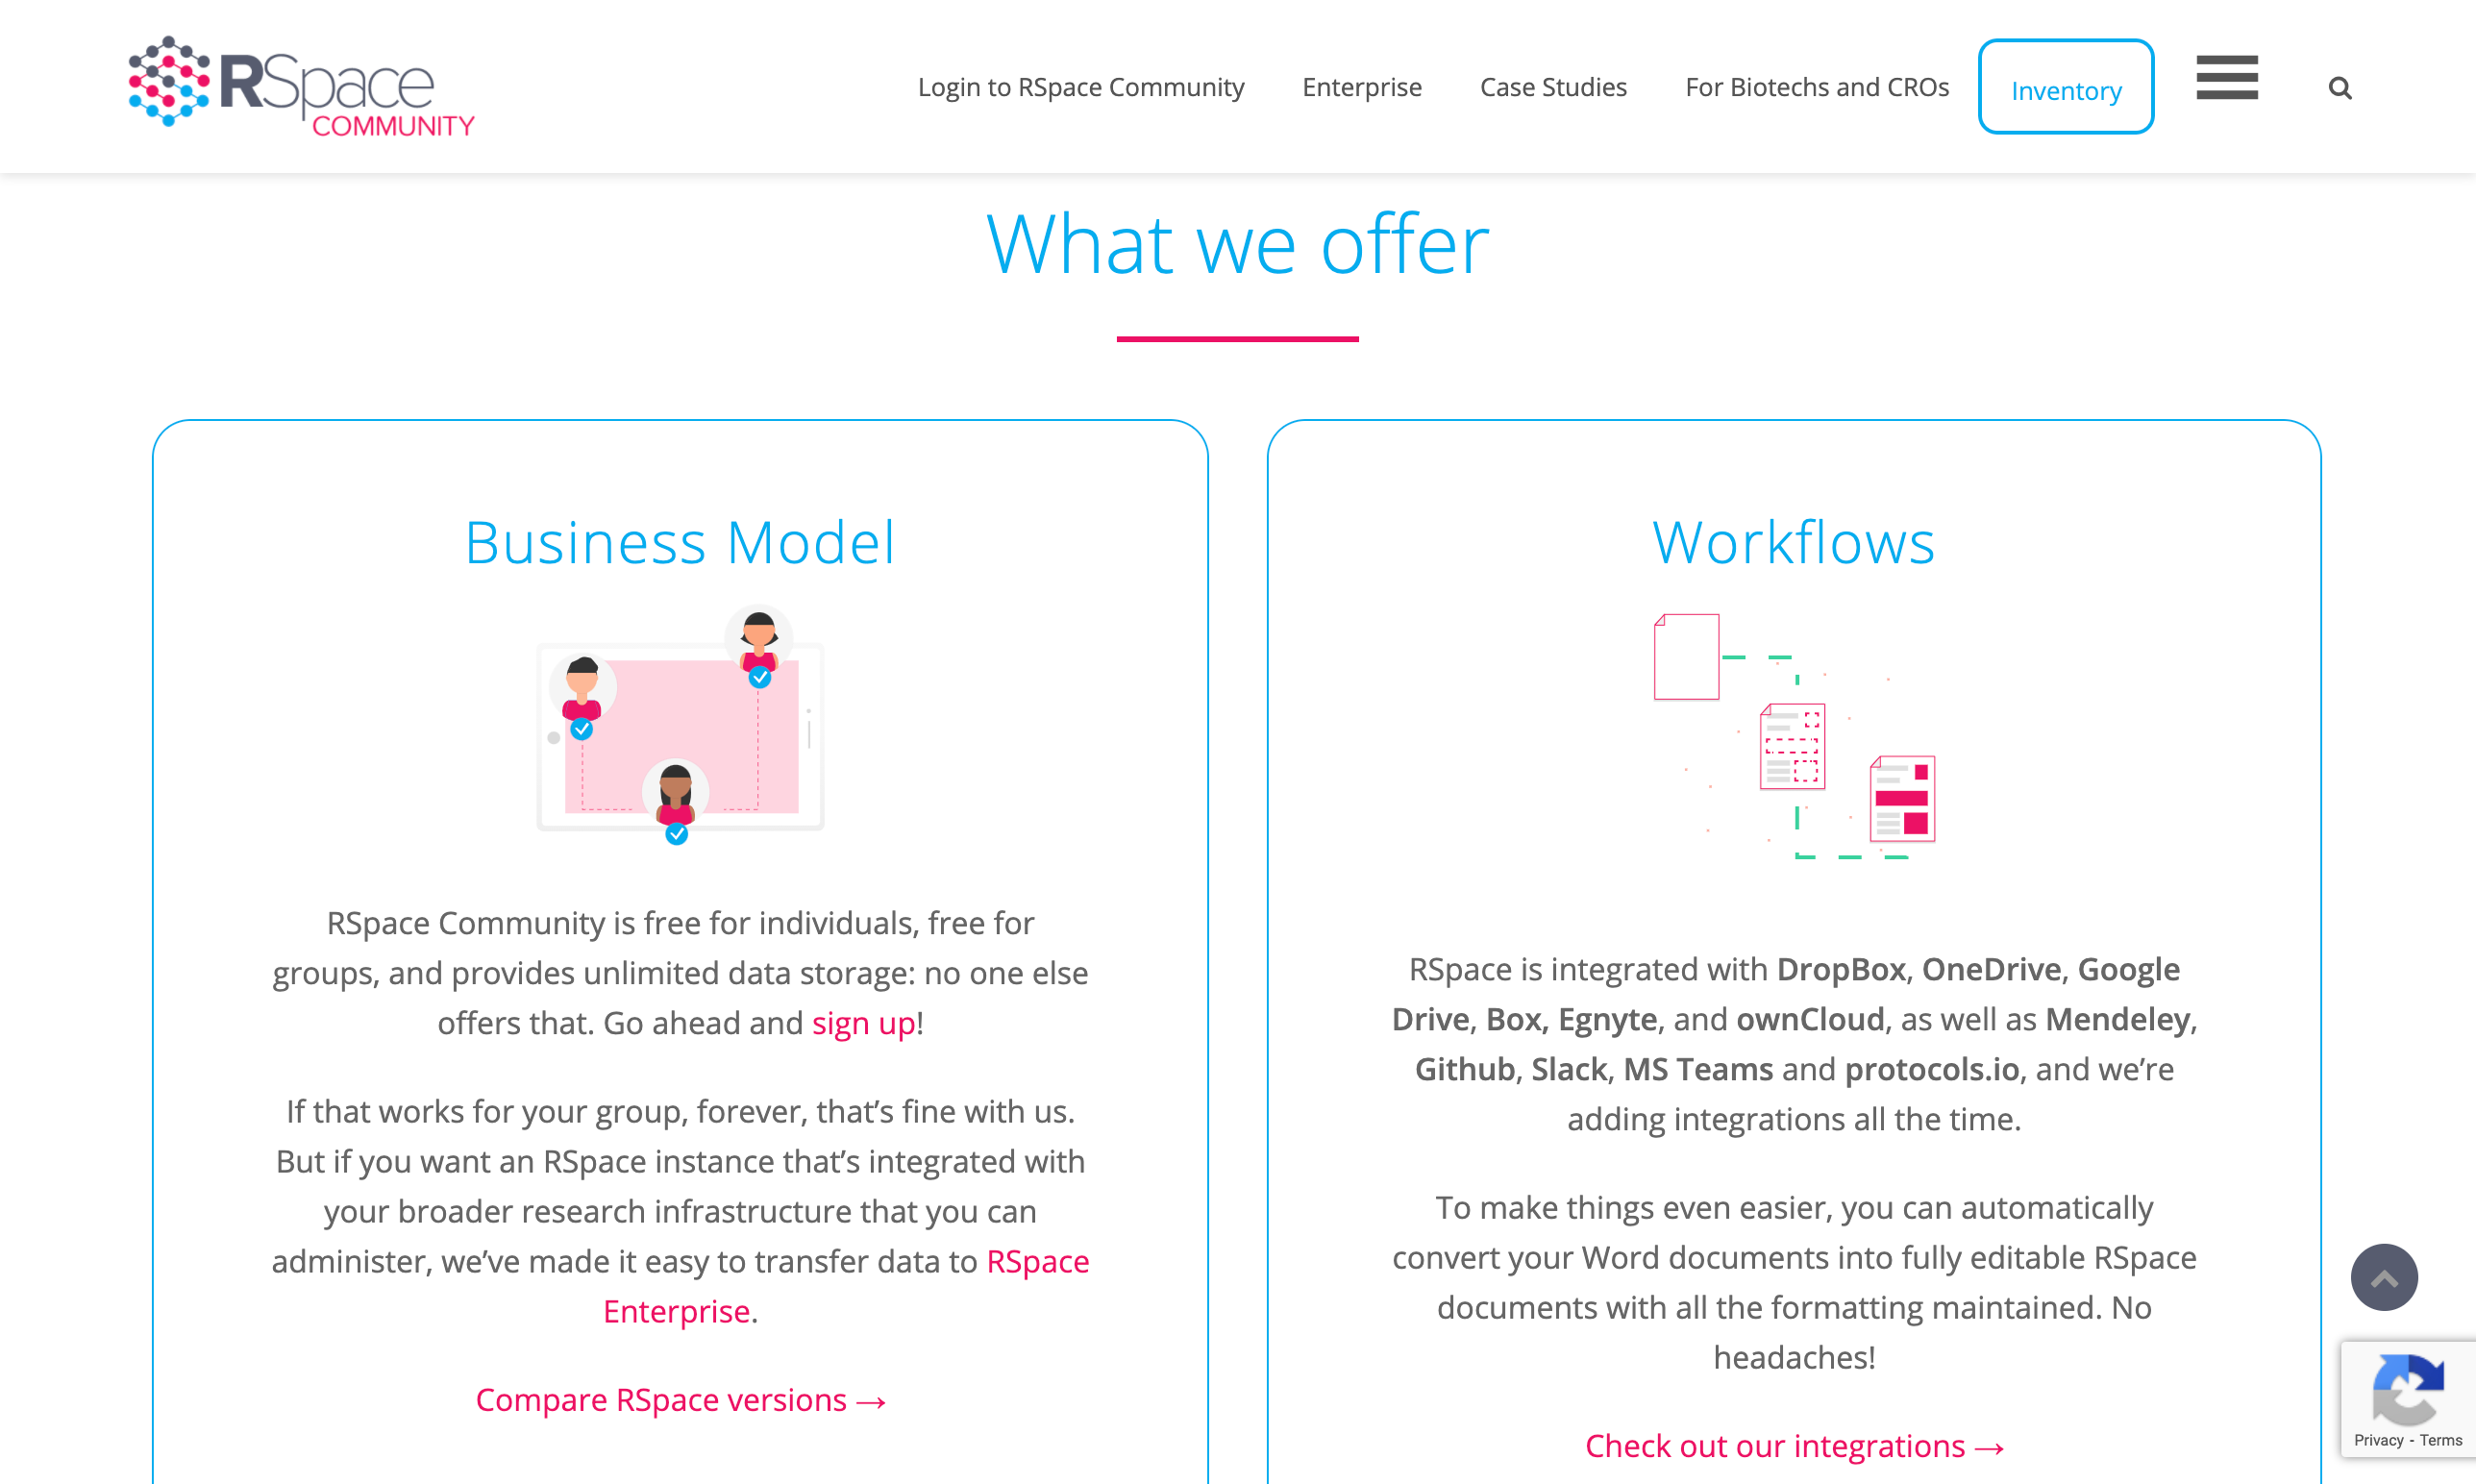 RSpace
COMMUNITY
Login to RSpace Community
Enterprise
Case Studies
For Biotechs and CROs
Inventory
What we offer
Business Model
RSpace Community is free for individuals, free for
groups, and provides unlimited data storage: no one else
offers that. Go ahead and sign up!
If that works for your group, forever, that’s fine with us.
But if you want an RSpace instance that’s integrated with
your broader research infrastructure that you can
administer, we’ve made it easy to transfer data to RSpace
Enterprise.
Compare RSpace versions →
Workflows
RSpace is integrated with DropBox, OneDrive, Google
Drive, Box, Egnyte, and ownCloud, as well as Mendeley,
Github, Slack, MS Teams and protocols.io, and we’re
adding integrations all the time.
To make things even easier, you can automatically
convert your Word documents into fully editable RSpace
documents with all the formatting maintained. No
headaches!
Check out our integrations →
Privacy - Terms